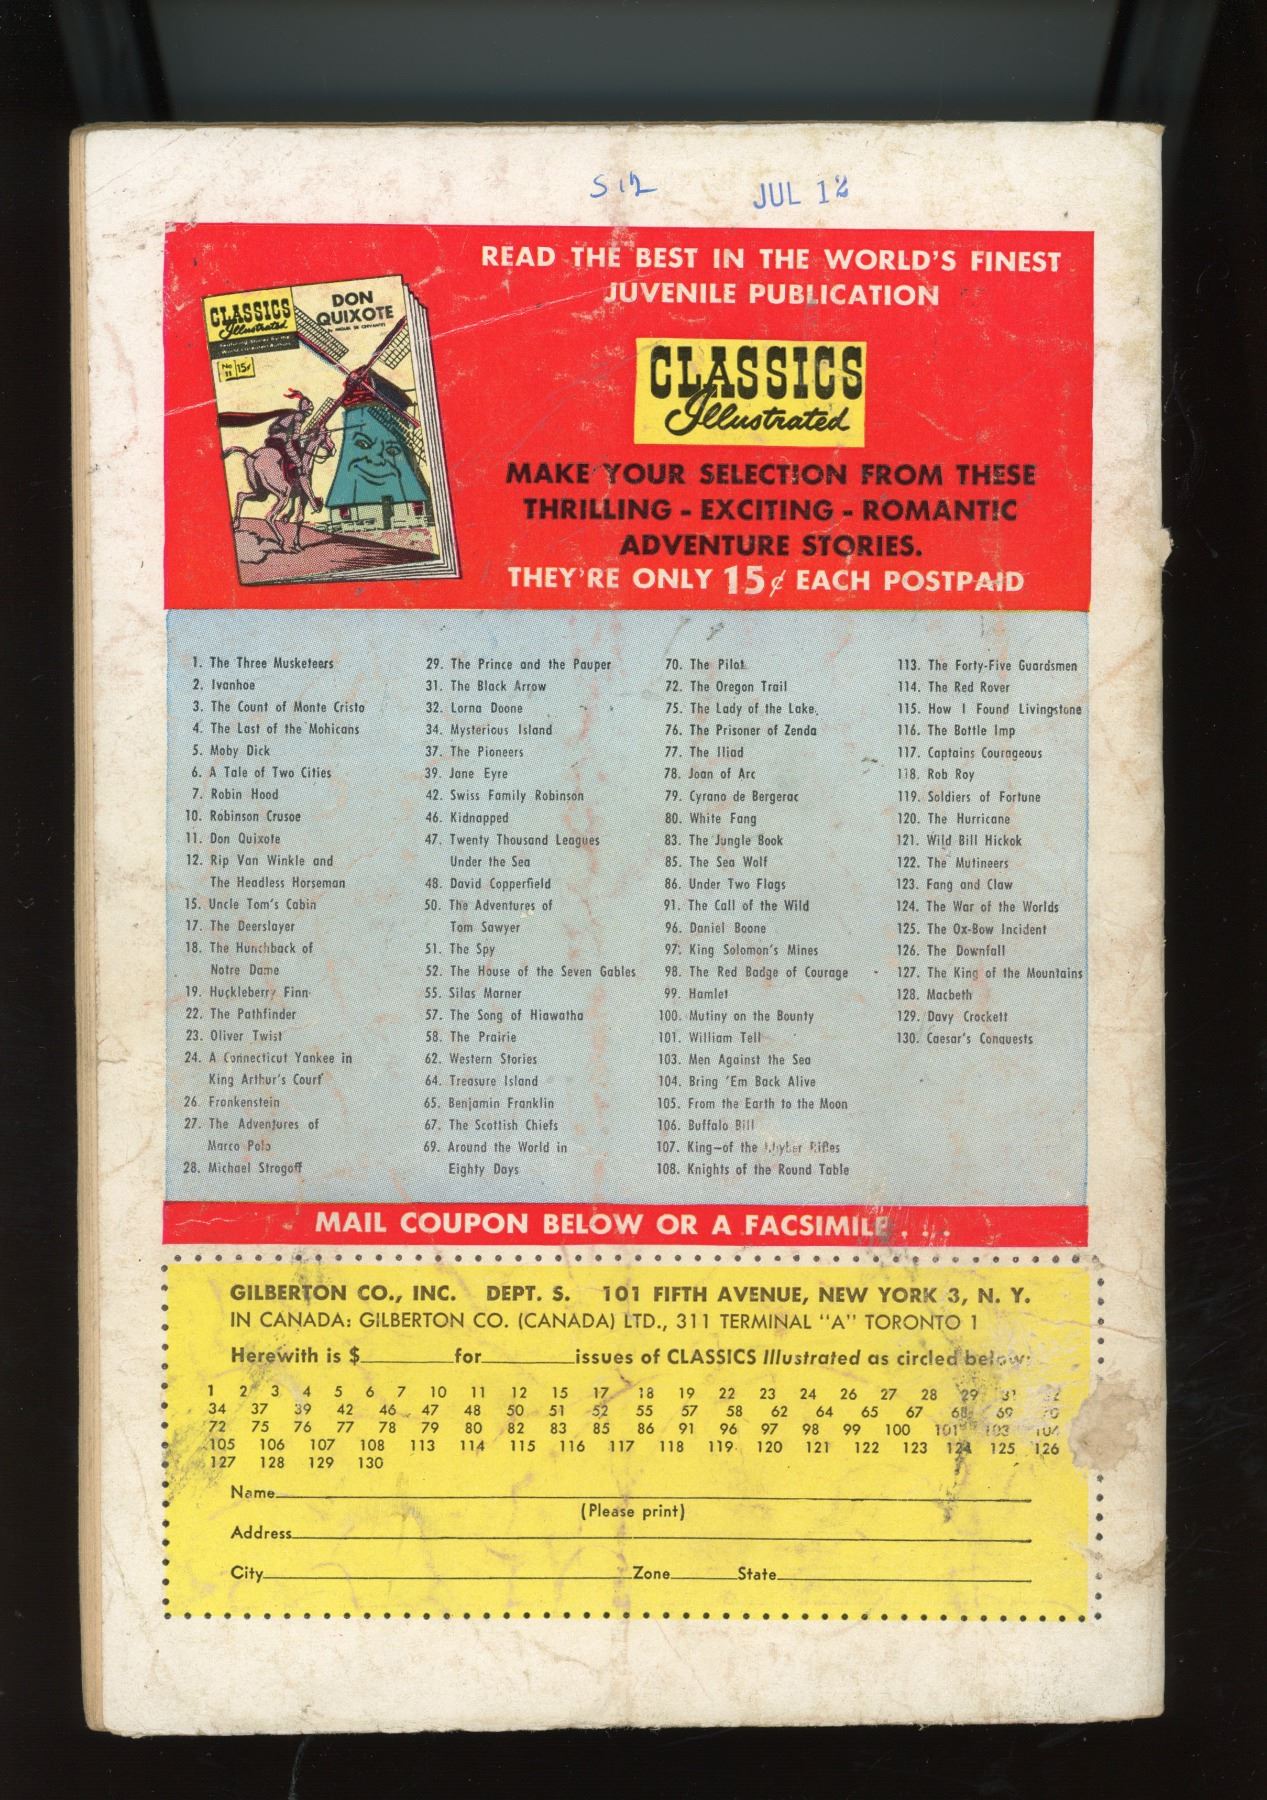 S 12
JUL 12
READ THE BEST IN THE WORLD'S FINEST
JUVENILE PUBLICATION
CLASSICS
Illustrated
DON
QUIXOTE
BY MIGUEL DE CERVANTES
CLASSICS
Illustrated
Featuring Stories by the
World's Greatest Authors
No 11 15¢
MAKE YOUR SELECTION FROM THESE
THRILLING - EXCITING - ROMANTIC
ADVENTURE STORIES.
THEY'RE ONLY 15¢ EACH POSTPAID
1. The Three Musketeers
2. Ivanhoe
3. The Count of Monte Cristo
4. The Last of the Mohicans
5. Moby Dick
6. A Tale of Two Cities
7. Robin Hood
10. Robinson Crusoe
11. Don Quixote
12. Rip Van Winkle and
The Headless Horseman
15. Uncle Tom's Cabin
17. The Deerslayer
18. The Hunchback of
Notre Dame
19. Huckleberry Finn
22. The Pathfinder
23. Oliver Twist
24. A Connecticut Yankee in
King Arthur's Court
26. Frankenstein
27. The Adventures of
Marco Polo
28. Michael Strogoff
29. The Prince and the Pauper
31. The Black Arrow
32. Lorna Doone
34. Mysterious Island
37. The Pioneers
39. Jane Eyre
42. Swiss Family Robinson
46. Kidnapped
47. Twenty Thousand Leagues
Under the Sea
48. David Copperfield
50. The Adventures of
Tom Sawyer
51. The Spy
52. The House of the Seven Gables
55. Silas Marner
57. The Song of Hiawatha
58. The Prairie
62. Western Stories
64. Treasure Island
65. Benjamin Franklin
67. The Scottish Chiefs
69. Around the World in
Eighty Days
70. The Pilot
72. The Oregon Trail
75. The Lady of the Lake
76. The Prisoner of Zenda
77. The Iliad
78. Joan of Arc
79. Cyrano de Bergerac
80. White Fang
83. The Jungle Book
85. The Sea Wolf
86. Under Two Flags
91. The Call of the Wild
96. Daniel Boone
97. King Solomon's Mines
98. The Red Badge of Courage
99. Hamlet
100. Mutiny on the Bounty
101. William Tell
103. Men Against the Sea
104. Bring 'Em Back Alive
105. From the Earth to the Moon
106. Buffalo Bill
107. King—of the Khyber Rifles
108. Knights of the Round Table
113. The Forty-Five Guardsmen
114. The Red Rover
115. How I Found Livingstone
116. The Bottle Imp
117. Captains Courageous
118. Rob Roy
119. Soldiers of Fortune
120. The Hurricane
121. Wild Bill Hickok
122. The Mutineers
123. Fang and Claw
124. The War of the Worlds
125. The Ox-Bow Incident
126. The Downfall
127. The King of the Mountains
128. Macbeth
129. Davy Crockett
130. Caesar's Conquests
MAIL COUPON BELOW OR A FACSIMILE . . .
GILBERTON CO., INC. DEPT. S. 101 FIFTH AVENUE, NEW YORK 3, N. Y.
IN CANADA: GILBERTON CO. (CANADA) LTD., 311 TERMINAL "A" TORONTO 1
Herewith is $ for issues of CLASSICS Illustrated as circled below:
1 2 3 4 5 6 7 10 11 12 15 17 18 19 22 23 24 26 27 28 29 31 32
34 37 39 42 46 47 48 50 51 52 55 57 58 62 64 65 67 68 69 70
72 75 76 77 78 79 80 82 83 85 86 91 96 97 98 99 100 101 103 104
105 106 107 108 113 114 115 116 117 118 119 120 121 122 123 124 125 126
127 128 129 130
Name
(Please print)
Address
City Zone State